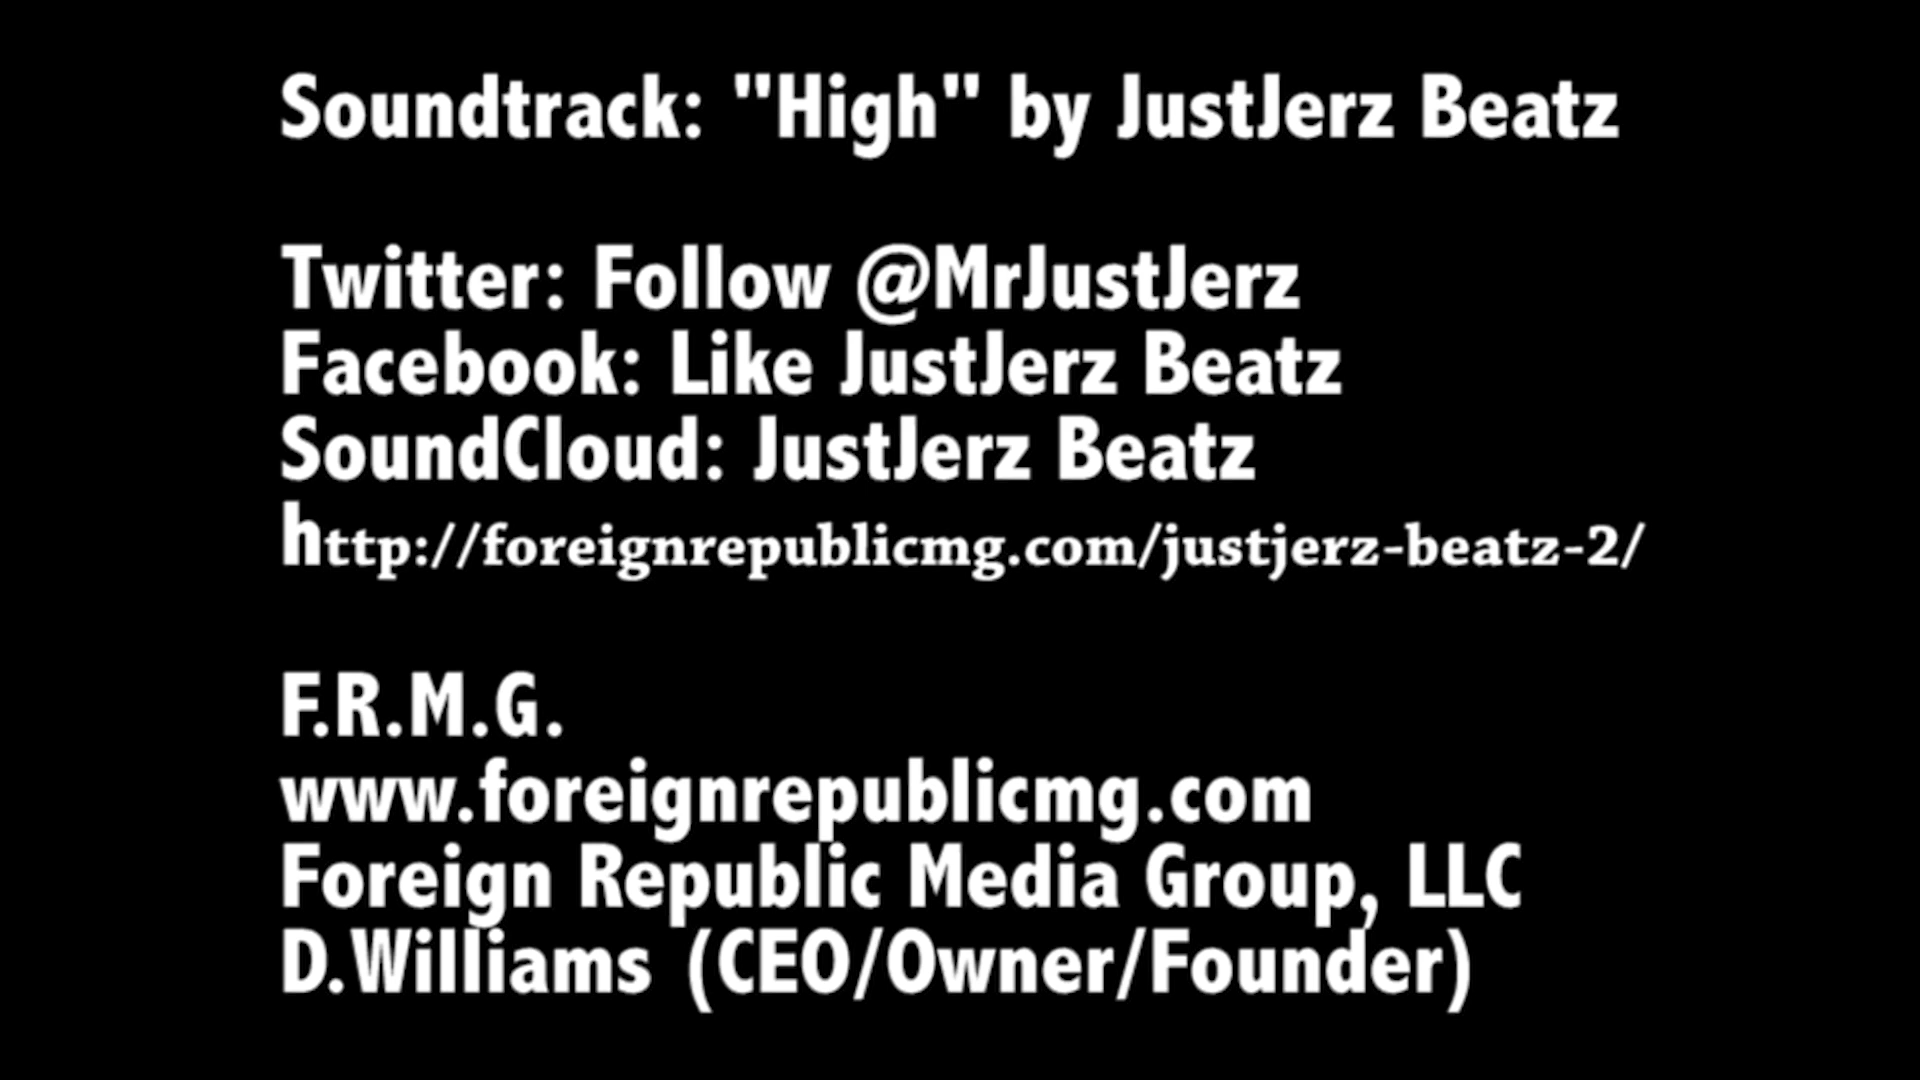 Soundtrack: "High" by JustJerz Beatz
Twitter: Follow @MrJustJerz
Facebook: Like JustJerz Beatz
SoundCloud: JustJerz Beatz
http://foreignrepublicmg.com/justjerz-beatz-2/
F.R.M.G.
www.foreignrepublicmg.com
Foreign Republic Media Group, LLC
D.Williams (CEO/Owner/Founder)